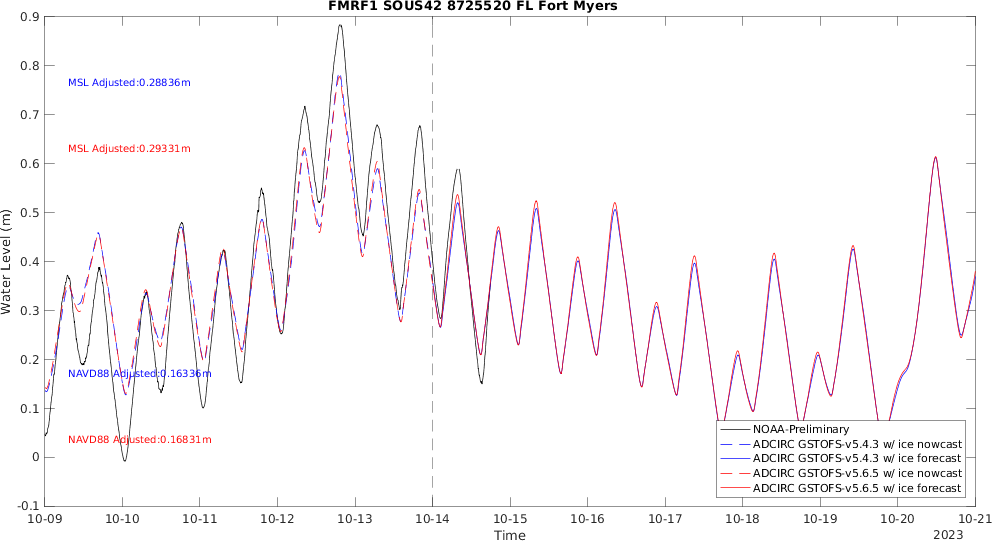 FMRF1 SOUS42 8725520 FL Fort Myers
0.9
0.8
0.7
0.6
0.5
0.4
0.3
0.2
0.1
0
-0.1
Water Level (m)
MSL Adjusted:0.28836m
MSL Adjusted:0.29331m
NAVD88 Adjusted:0.16336m
NAVD88 Adjusted:0.16831m
NOAA-Preliminary
ADCIRC GSTOFS-v5.4.3 w/ ice nowcast
ADCIRC GSTOFS-v5.4.3 w/ ice forecast
ADCIRC GSTOFS-v5.6.5 w/ ice nowcast
ADCIRC GSTOFS-v5.6.5 w/ ice forecast
10-09 10-10 10-11 10-12 10-13 10-14 10-15 10-16 10-17 10-18 10-19 10-20 10-21
Time
2023